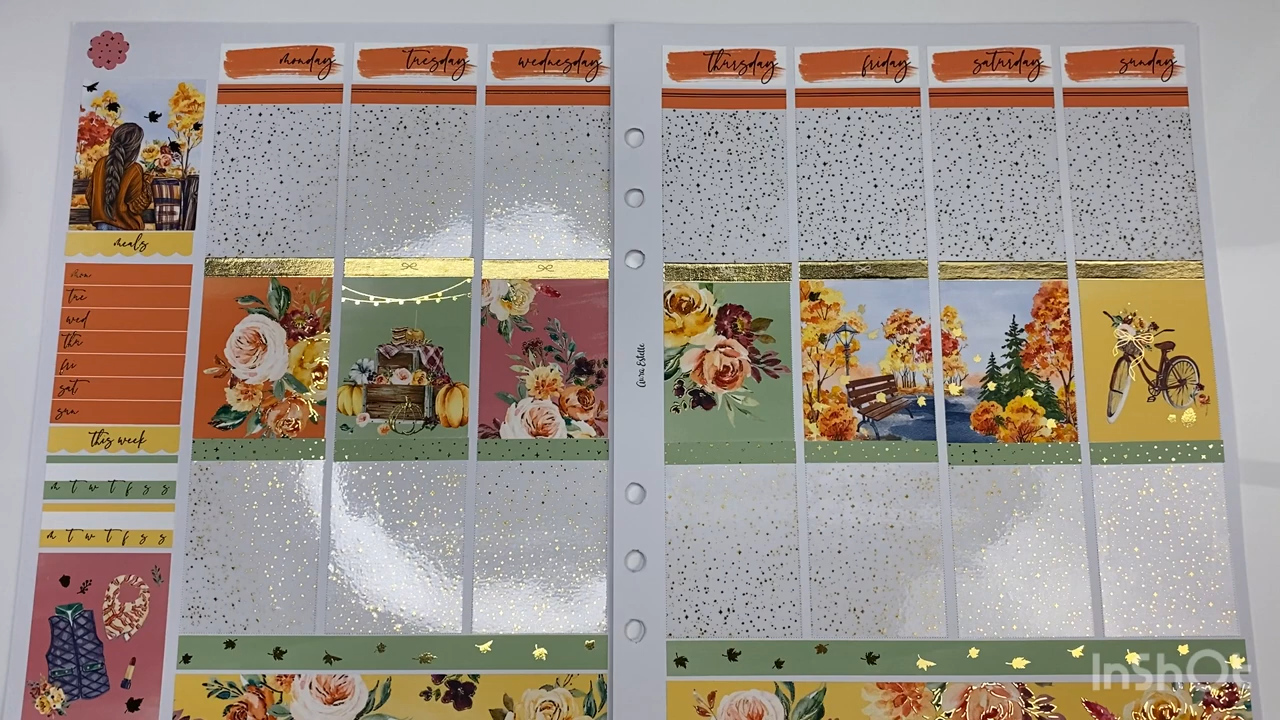 monday
tuesday
wednesday
thursday
friday
saturday
sunday
meals
mon
tue
wed
thu
fri
sat
sun
this week
m t w t f s s
m t w t f s s
InShOt